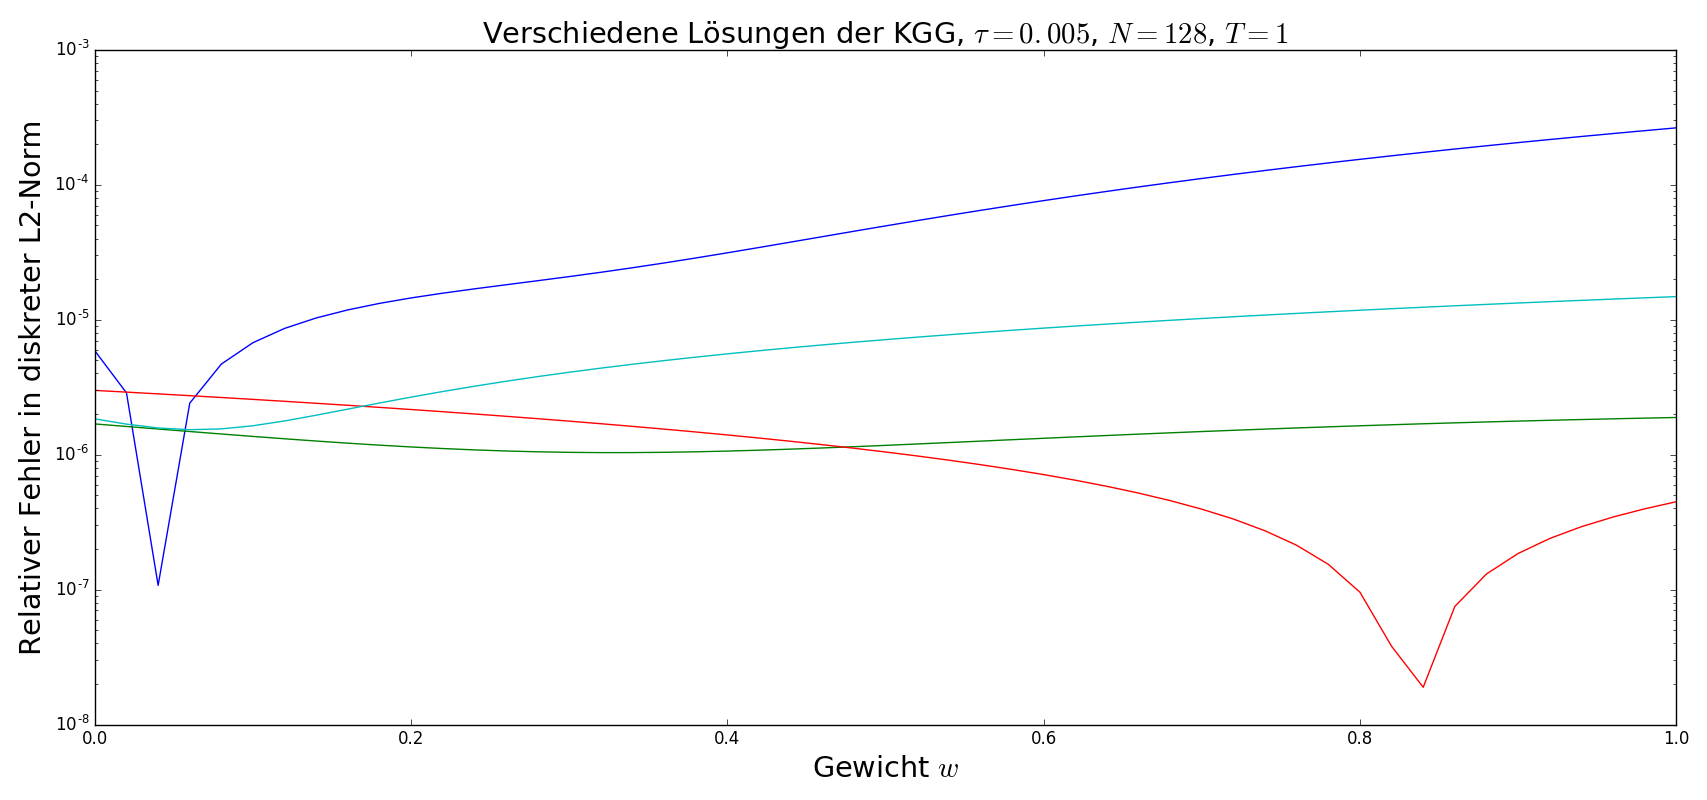 Verschiedene Lösungen der KGG, τ=0.005, N=128, T=1
Relativer Fehler in diskreter L2-Norm
10^-3
10^-4
10^-5
10^-6
10^-7
10^-8
0.0 0.2 0.4 0.6 0.8 1.0
Gewicht w